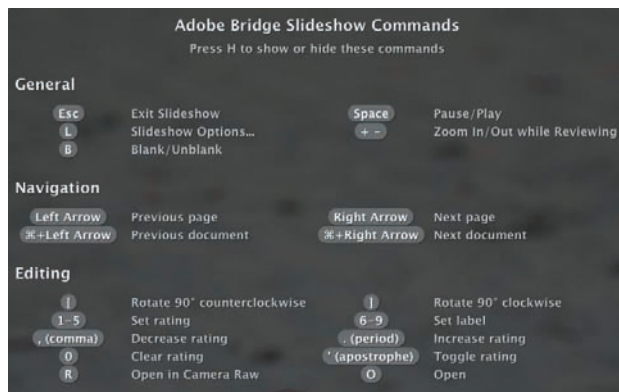 Adobe Bridge Slideshow Commands
Press H to show or hide these commands
General
Esc Exit Slideshow Space Pause/Play
L Slideshow Options... + - Zoom In/Out while Reviewing
B Blank/Unblank
Navigation
Left Arrow Previous page Right Arrow Next page
⌘+Left Arrow Previous document ⌘+Right Arrow Next document
Editing
[ Rotate 90° counterclockwise ] Rotate 90° clockwise
1-5 Set rating 6-9 Set label
, (comma) Decrease rating . (period) Increase rating
0 Clear rating ' (apostrophe) Toggle rating
R Open in Camera Raw O Open